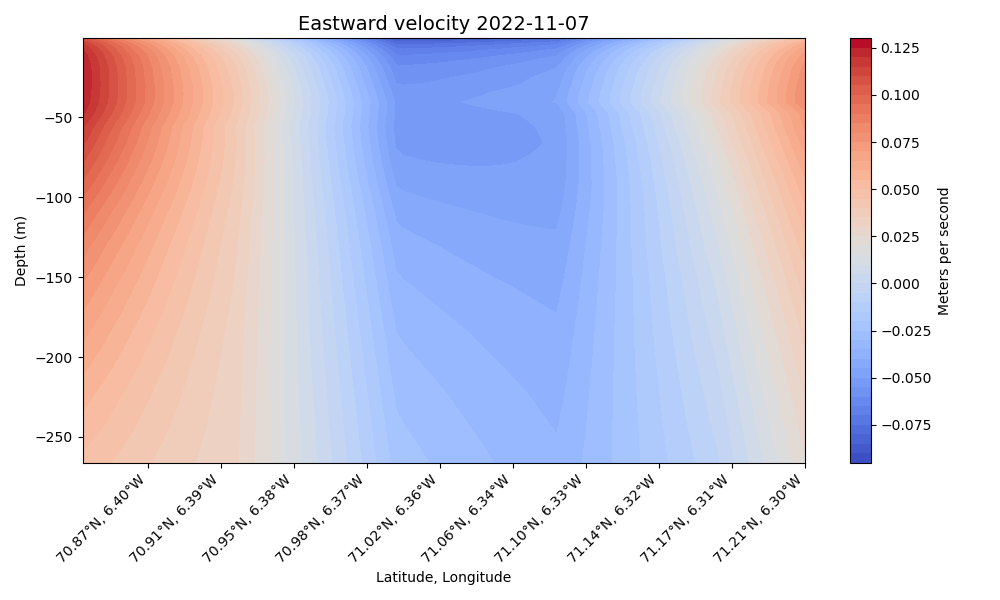 Eastward velocity 2022-11-07
Depth (m)
−50
−100
−150
−200
−250
70.87°N, 6.40°W
70.91°N, 6.39°W
70.95°N, 6.38°W
70.98°N, 6.37°W
71.02°N, 6.36°W
71.06°N, 6.34°W
71.10°N, 6.33°W
71.14°N, 6.32°W
71.17°N, 6.31°W
71.21°N, 6.30°W
Latitude, Longitude
0.125
0.100
0.075
0.050
0.025
0.000
−0.025
−0.050
−0.075
Meters per second